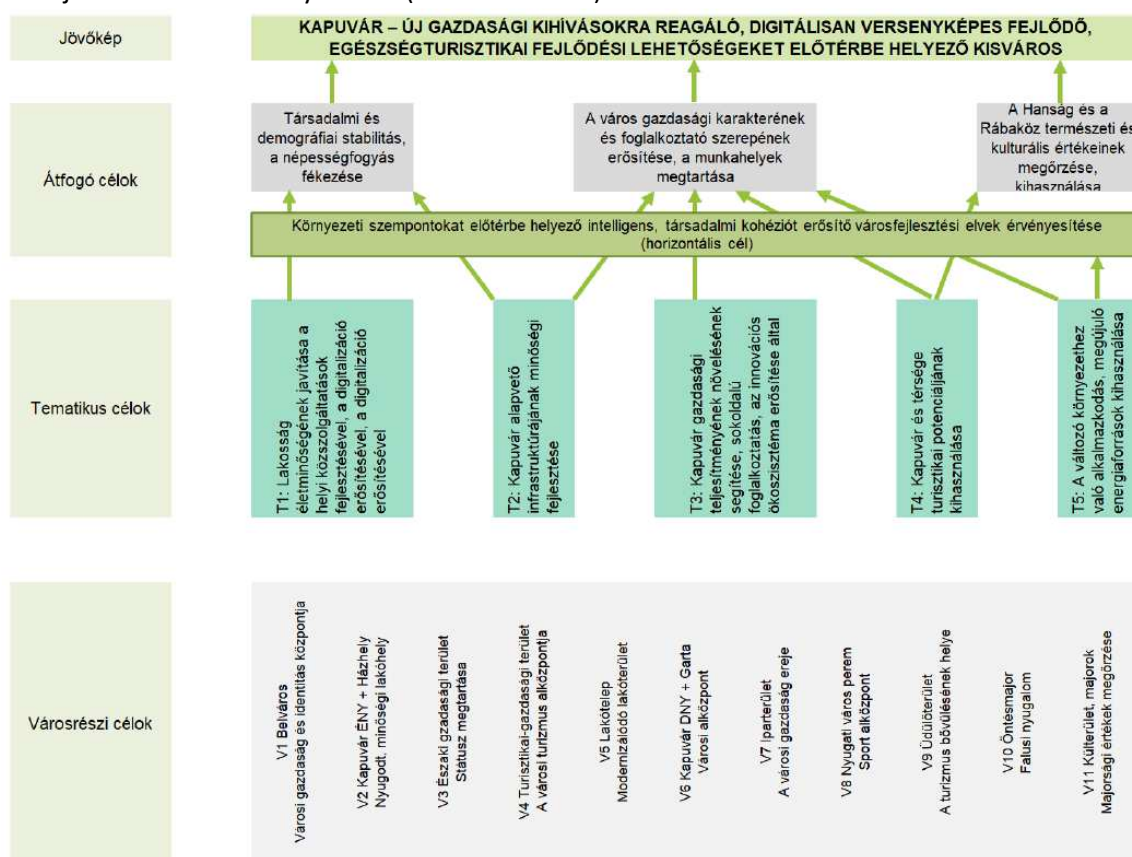 Jövőkép
KAPUVÁR – ÚJ GAZDASÁGI KIHÍVÁSOKRA REAGÁLÓ, DIGITÁLISAN VERSENYKÉPES FEJLŐDŐ,
EGÉSZSÉGTURISZTIKAI FEJLŐDÉSI LEHETŐSÉGEKET ELŐTÉRBE HELYEZŐ KISVÁROS
Átfogó célok
Társadalmi és
demográfiai stabilitás,
a népességfogyás
fékezése
A város gazdasági karakterének
és foglalkoztató szerepének
erősítése, a munkahelyek
megtartása
A Hanság és a
Rábaköz természeti és
kulturális értékeinek
megőrzése,
kihasználása
Környezeti szempontokat előtérbe helyező intelligens, társadalmi kohéziót erősítő városfejlesztési elvek érvényesítése
(horizontális cél)
Tematikus célok
T1: Lakosság
életminőségének javítása a
helyi közszolgáltatások
fejlesztésével, a digitalizáció
erősítésével, a digitalizáció
erősítésével
T2: Kapuvár alapvető
infrastruktúrájának minőségi
fejlesztése
T3: Kapuvár gazdasági
teljesítményének növelésének
segítése, sokoldalú
foglalkoztatás, az innovációs
ökoszisztéma erősítése által
T4: Kapuvár és térsége
turisztikai potenciáljának
kihasználása
T5: A változó környezethez
való alkalmazkodás, megújuló
energiaforrások kihasználása
Városrészi célok
V1 Belváros
Városi gazdaság és identitás központja
V2 Kapuvár ÉNY + Házhely
Nyugodt, minőségi lakóhely
V3 Északi gzadasági terület
Státusz megtartása
V4 Turisztikai-gazdasági terület
A városi turizmus alközpontja
V5 Lakótelep
Modernizálódó lakóterület
V6 Kapuvár DNY + Garta
Városi alközpont
V7 Iparterület
A városi gazdaság ereje
V8 Nyugati város perem
Sport alközpont
V9 Üdülőterület
A turizmus bővülésének helye
V10 Öntésmajor
Falusi nyugalom
V11 Külterület, majorok
Majorsági értékek megőrzése